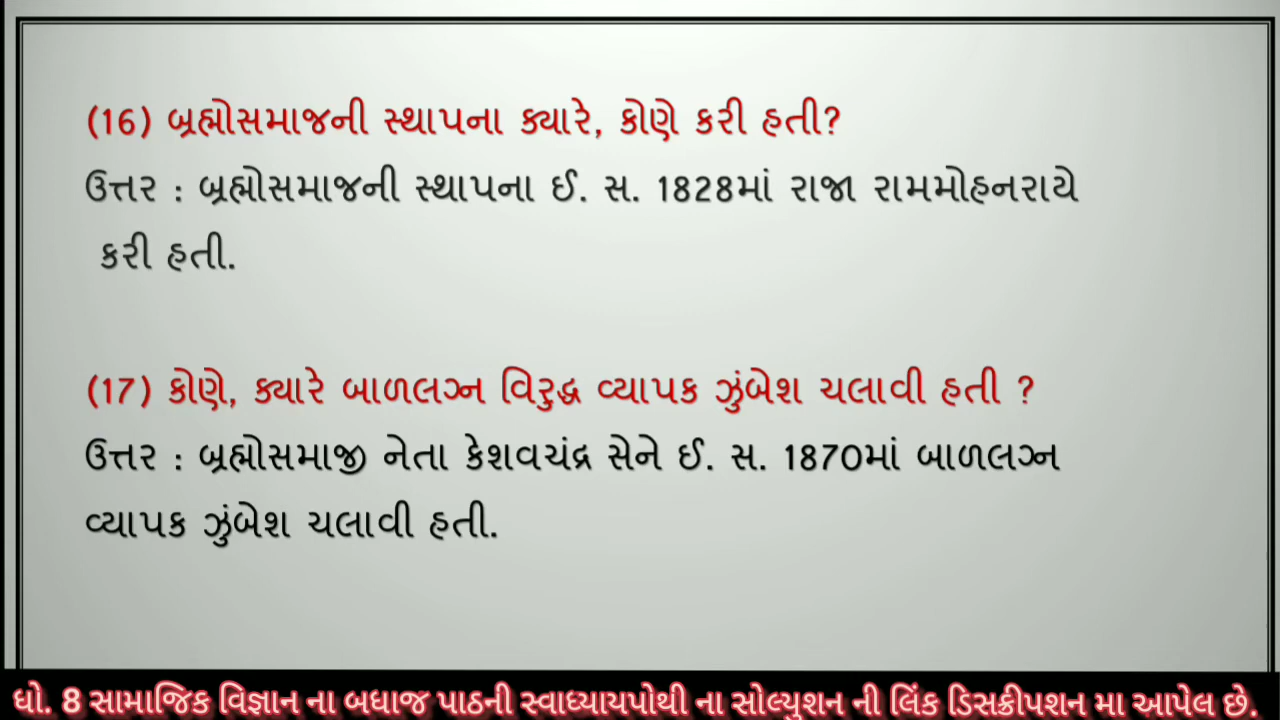 (16) બ્રહ્મોસમાજની સ્થાપના ક્યારે, કોણે કરી હતી?
ઉત્તર : બ્રહ્મોસમાજની સ્થાપના ઈ. સ. 1828માં રાજા રામમોહનરાયે
કરી હતી.
(17) કોણે, ક્યારે બાળલગ્ન વિરુદ્ધ વ્યાપક ઝુંબેશ ચલાવી હતી ?
ઉત્તર : બ્રહ્મોસમાજી નેતા કેશવચંદ્ર સેને ઈ. સ. 1870માં બાળલગ્ન
વ્યાપક ઝુંબેશ ચલાવી હતી.
ધો. 8 સામાજિક વિજ્ઞાન ના બધાજ પાઠની સ્વાધ્યાયપોથી ના સોલ્યુશન ની લિંક ડિસક્રીપશન મા આપેલ છે.